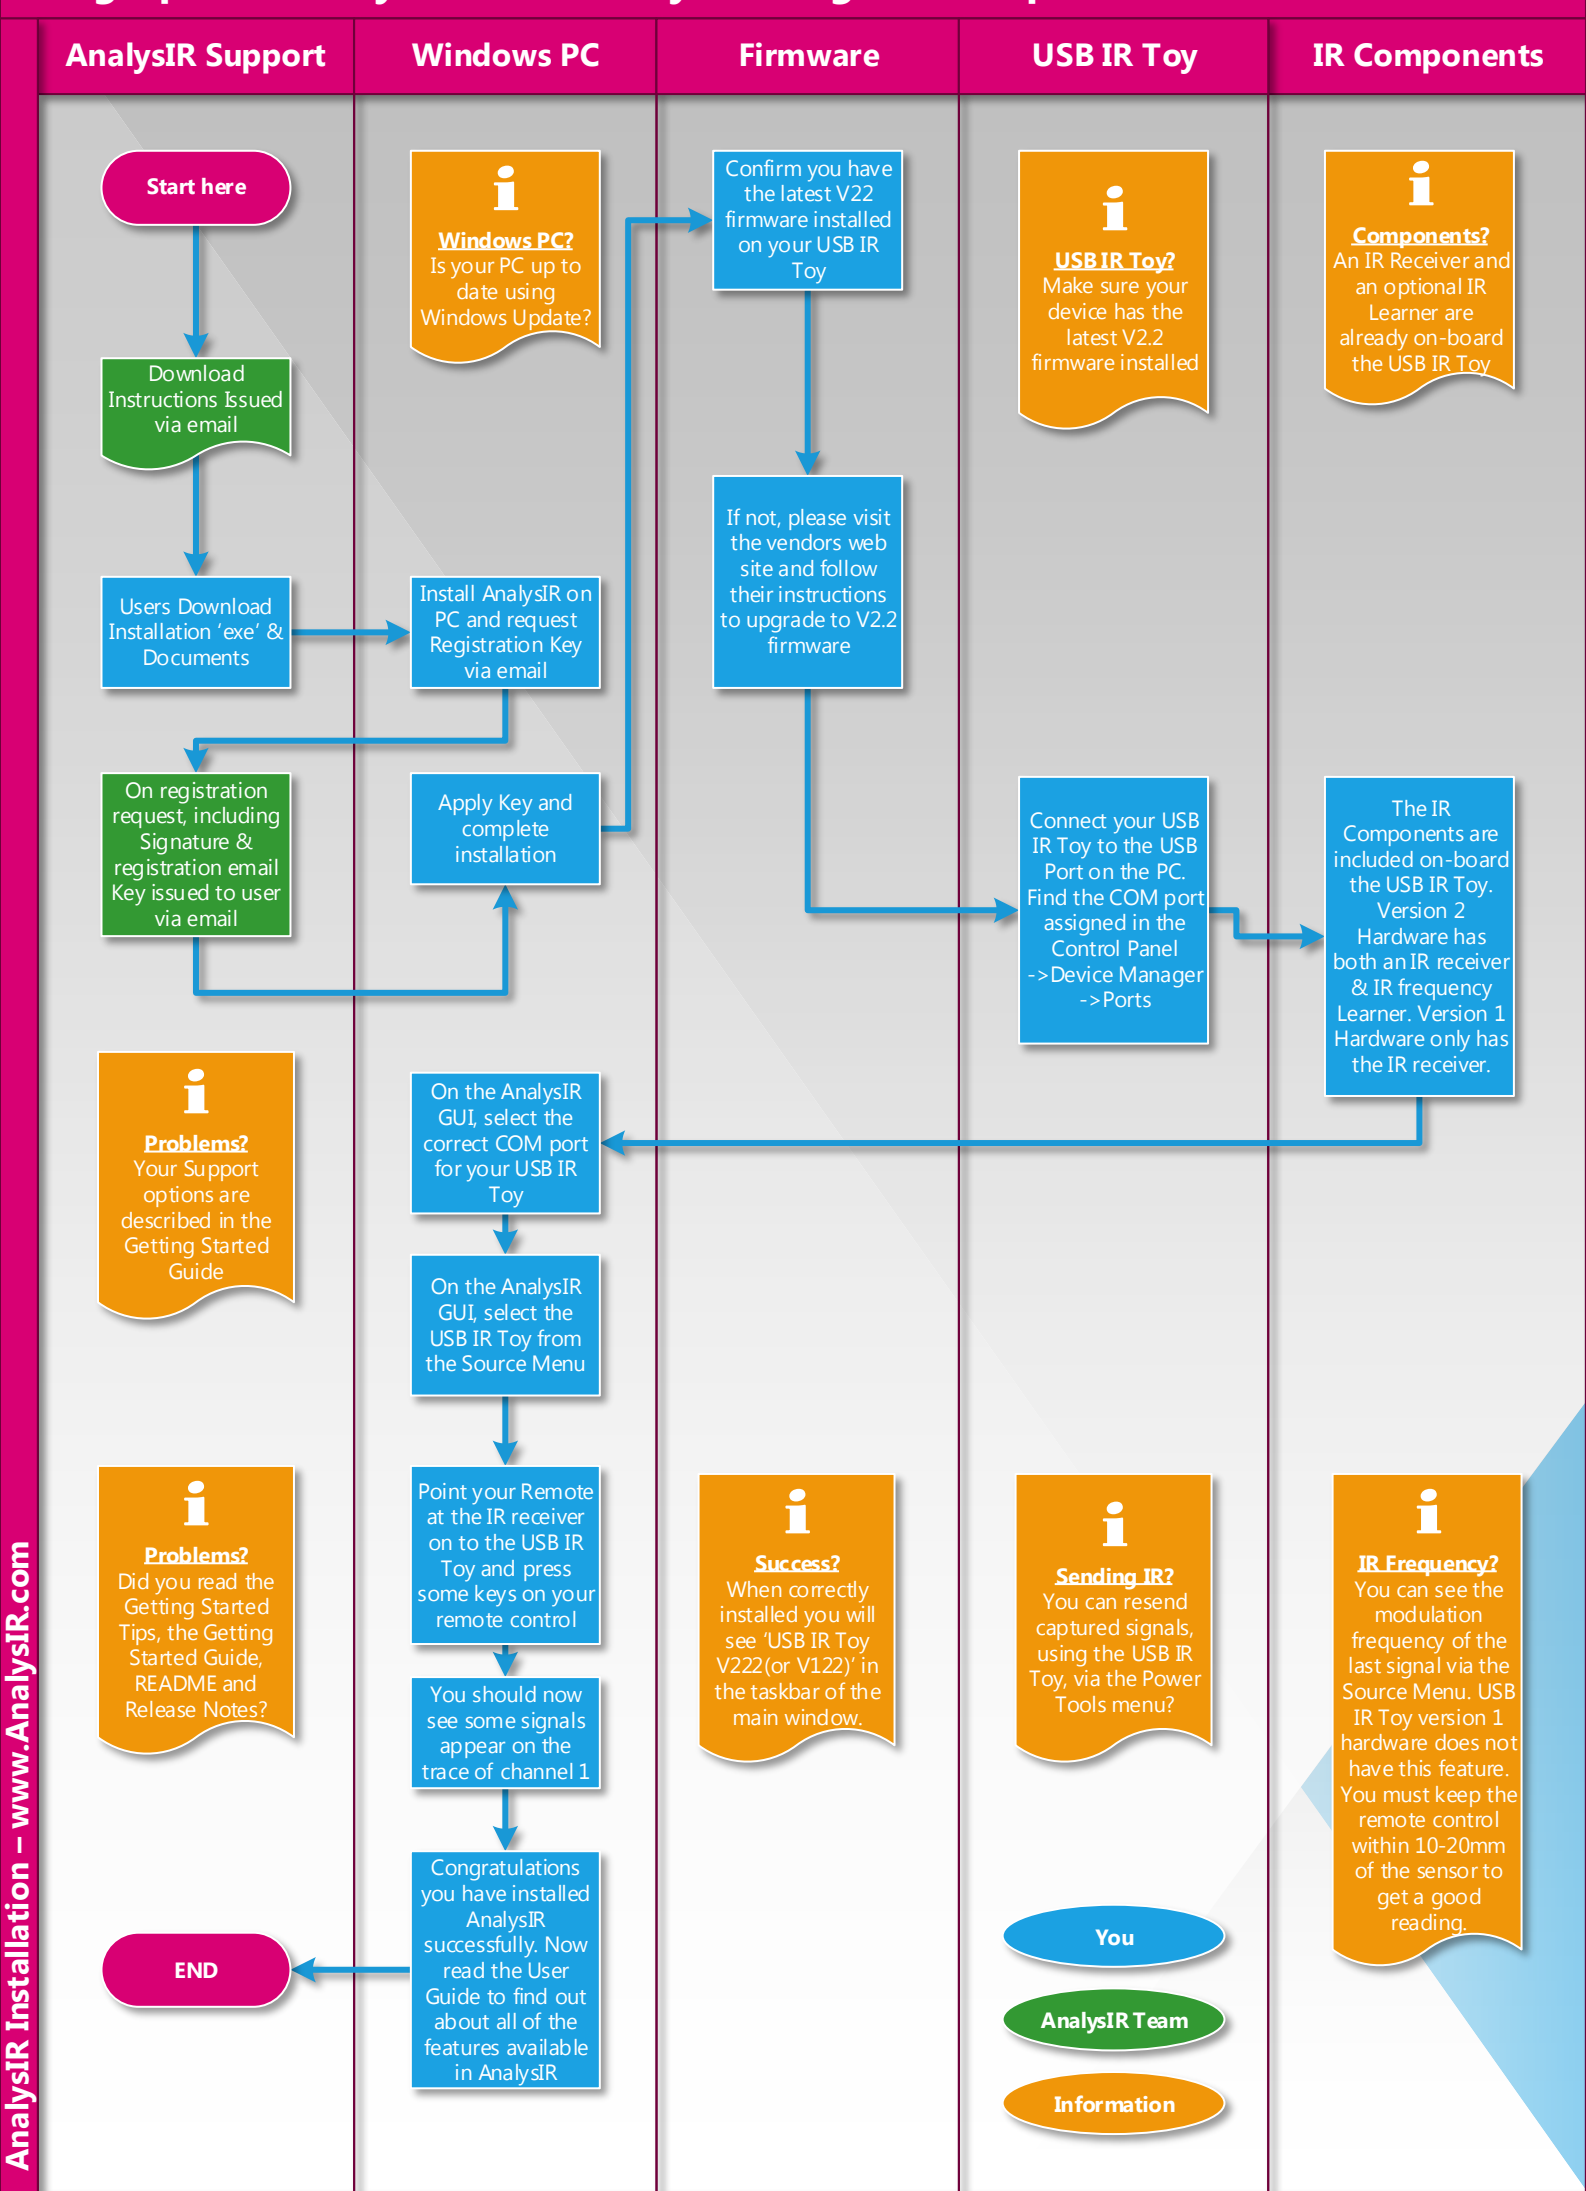 AnalysIR Support
Windows PC
Firmware
USB IR Toy
IR Components
Start here
Windows PC?
Is your PC up to
date using
Windows Update?
Confirm you have
the latest V22
firmware installed
on your USB IR
Toy
USB IR Toy?
Make sure your
device has the
latest V2.2
firmware installed
Components?
An IR Receiver and
an optional IR
Learner are
already on-board
the USB IR Toy
Download
Instructions Issued
via email
If not, please visit
the vendors web
site and follow
their instructions
to upgrade to V2.2
firmware
Users Download
Installation ‘exe’ &
Documents
Install AnalysIR on
PC and request
Registration Key
via email
On registration
request, including
Signature &
registration email
Key issued to user
via email
Apply Key and
complete
installation
Connect your USB
IR Toy to the USB
Port on the PC.
Find the COM port
assigned in the
Control Panel
->Device Manager
->Ports
The IR
Components are
included on-board
the USB IR Toy.
Version 2
Hardware has
both an IR receiver
& IR frequency
Learner. Version 1
Hardware only has
the IR receiver.
Problems?
Your Support
options are
described in the
Getting Started
Guide
On the AnalysIR
GUI, select the
correct COM port
for your USB IR
Toy
On the AnalysIR
GUI, select the
USB IR Toy from
the Source Menu
Problems?
Did you read the
Getting Started
Tips, the Getting
Started Guide,
README and
Release Notes?
Point your Remote
at the IR receiver
on to the USB IR
Toy and press
some keys on your
remote control
Success?
When correctly
installed you will
see ‘USB IR Toy
V222(or V122)’ in
the taskbar of the
main window.
Sending IR?
You can resend
captured signals,
using the USB IR
Toy, via the Power
Tools menu?
IR Frequency?
You can see the
modulation
frequency of the
last signal via the
Source Menu. USB
IR Toy version 1
hardware does not
have this feature.
You must keep the
remote control
within 10-20mm
of the sensor to
get a good
reading.
You should now
see some signals
appear on the
trace of channel 1
Congratulations
you have installed
AnalysIR
successfully. Now
read the User
Guide to find out
about all of the
features available
in AnalysIR
END
You
AnalysIR Team
Information
AnalysIR Installation – www.AnalysIR.com